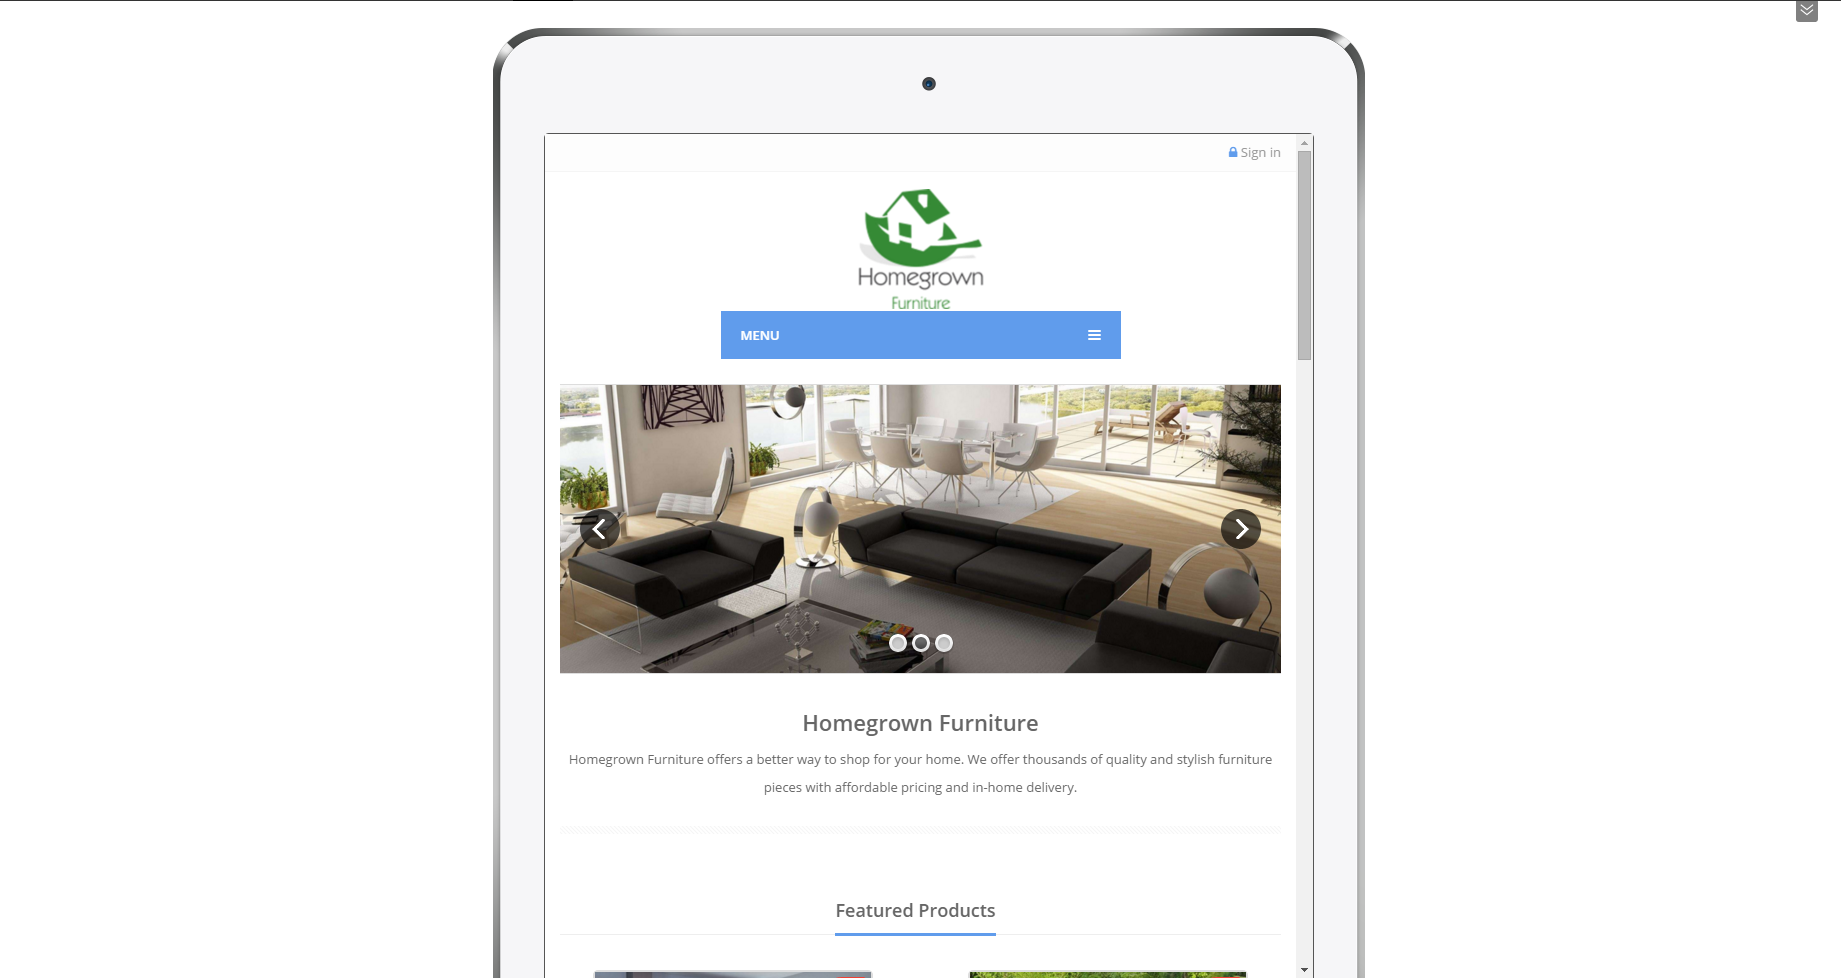 Sign in
Homegrown
Furniture
MENU
Homegrown Furniture
Homegrown Furniture offers a better way to shop for your home. We offer thousands of quality and stylish furniture
pieces with affordable pricing and in-home delivery.
Featured Products